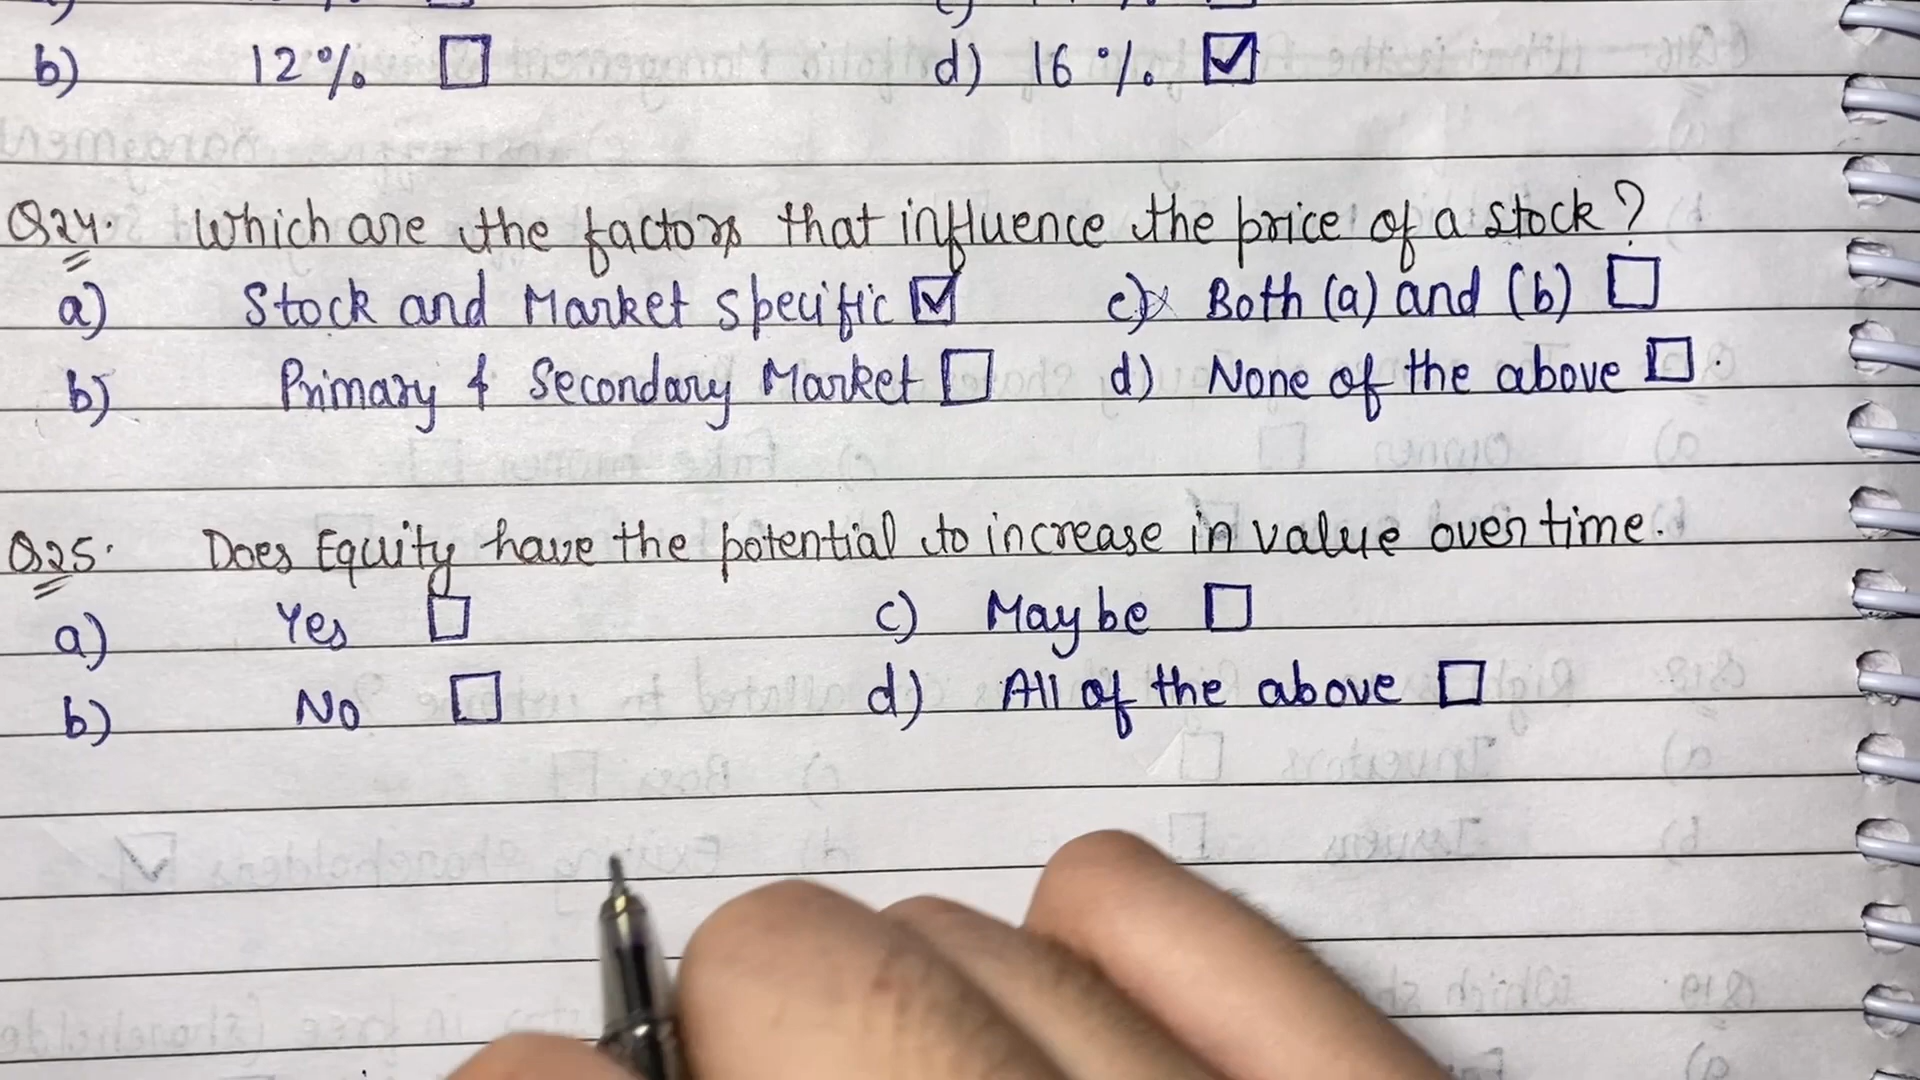 b) 12% d) 16%
Q24. Which are the factors that influence the price of a stock?
a) Stock and Market specific c) Both (a) and (b)
b) Primary & Secondary Market d) None of the above
Q25. Does Equity have the potential to increase in value over time.
a) Yes c) Maybe
b) No d) All of the above